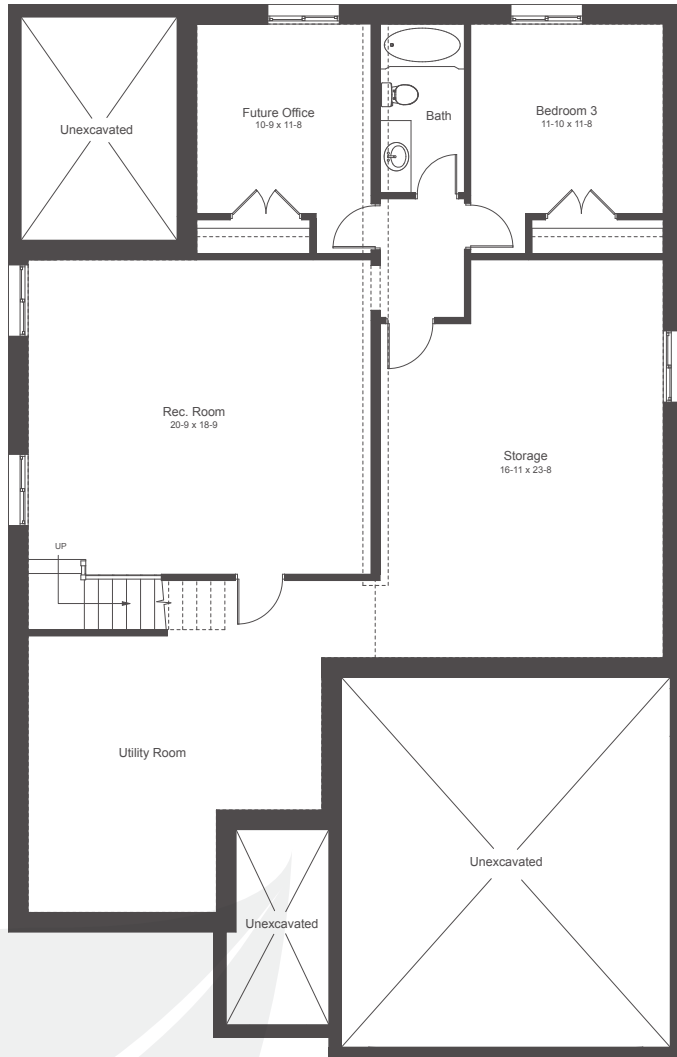 Unexcavated
Future Office
10-9 x 11-8
Bath
Bedroom 3
11-10 x 11-8
Rec. Room
20-9 x 18-9
Storage
16-11 x 23-8
UP
Utility Room
Unexcavated
Unexcavated